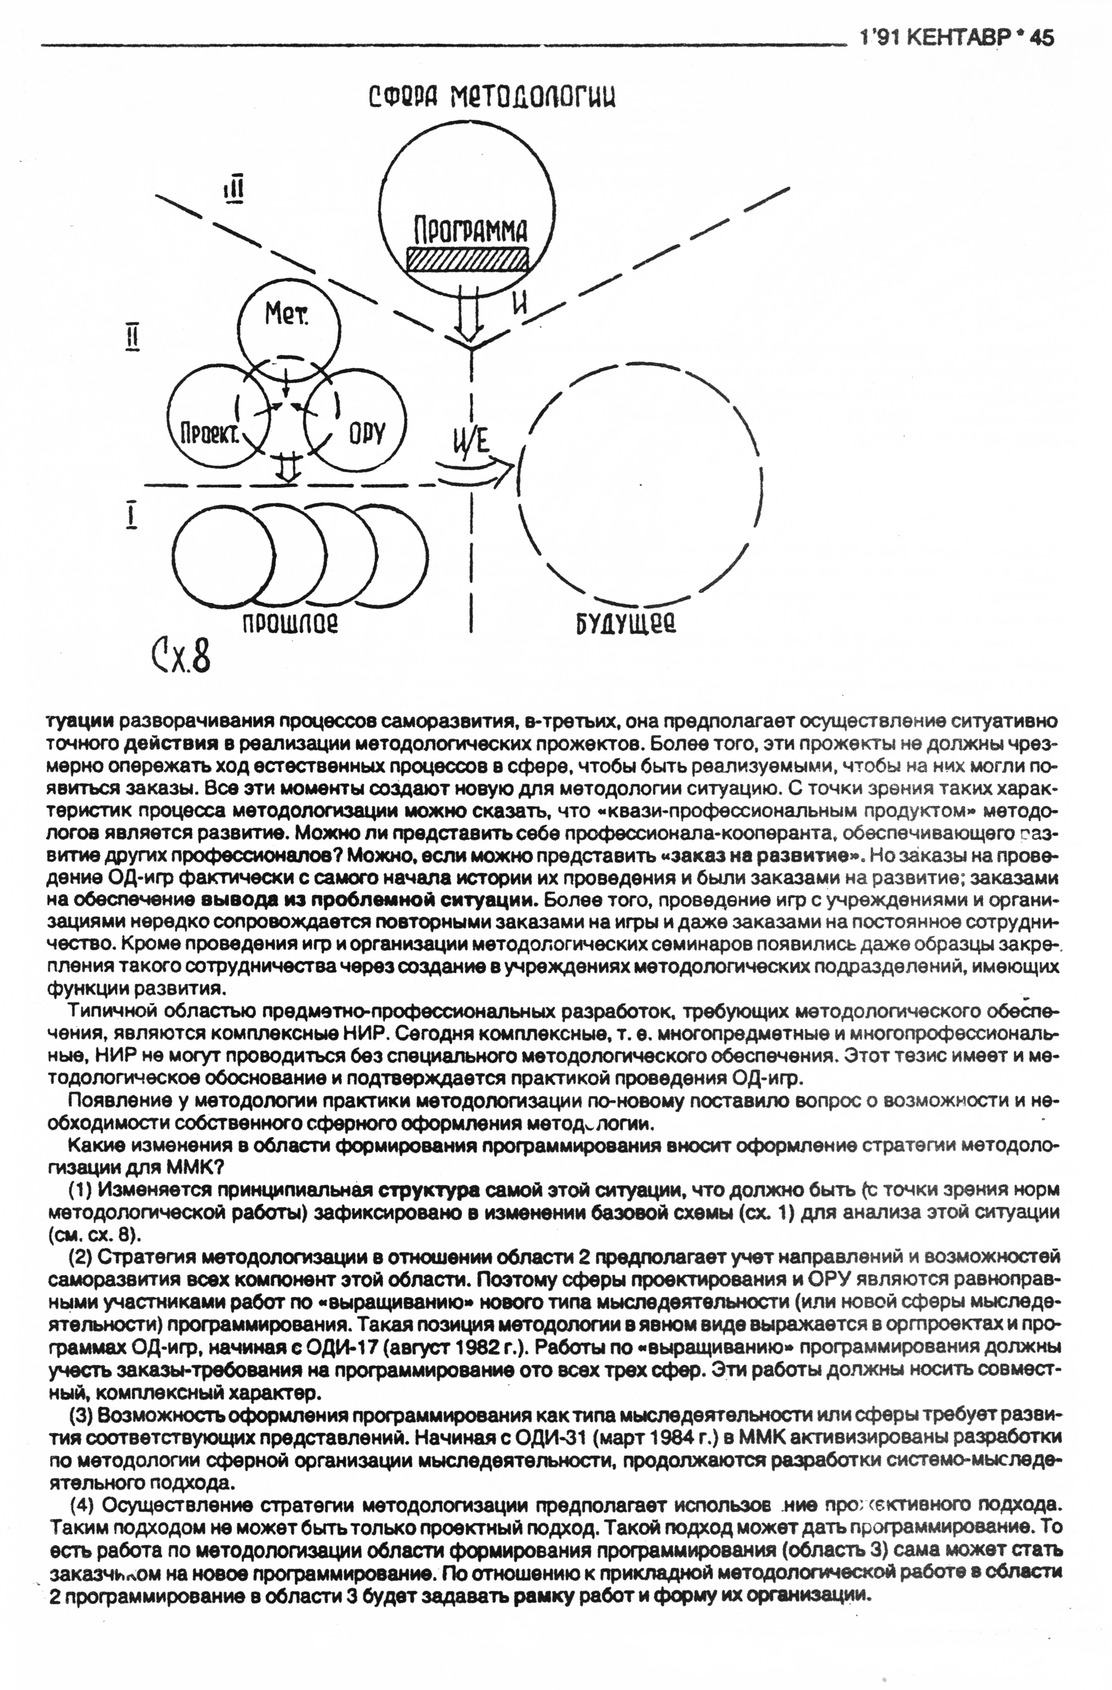 1'91 КЕНТАВР * 45
СФЕРА МЕТОДОЛОГИИ
III
Программа
И
Мет.
II
Проект.
ОРУ
И/Е
I
ПРОШЛОЕ
БУДУЩЕЕ
Сх.8
туации разворачивания процессов саморазвития, в-третьих, она предполагает осуществление ситуативно
точного действия в реализации методологических прожектов. Более того, эти прожекты не должны чрез-
мерно опережать ход естественных процессов в сфере, чтобы быть реализуемыми, чтобы на них могли по-
явиться заказы. Все эти моменты создают новую для методологии ситуацию. С точки зрения таких харак-
теристик процесса методологизации можно сказать, что «квази-профессиональным продуктом» методо-
логов является развитие. Можно ли представить себе профессионала-кооперанта, обеспечивающего раз-
витие других профессионалов? Можно, если можно представить «заказ на развитие». Но заказы на прове-
дение ОД-игр фактически с самого начала истории их проведения и были заказами на развитие; заказами
на обеспечение вывода из проблемной ситуации. Более того, проведение игр с учреждениями и органи-
зациями нередко сопровождается повторными заказами на игры и даже заказами на постоянное сотрудни-
чество. Кроме проведения игр и организации методологических семинаров появились даже образцы закре-
пления такого сотрудничества через создание в учреждениях методологических подразделений, имеющих
функции развития.
Типичной областью предметно-профессиональных разработок, требующих методологического обеспе-
чения, являются комплексные НИР. Сегодня комплексные, т. е. многопредметные и многопрофессиональ-
ные, НИР не могут проводиться без специального методологического обеспечения. Этот тезис имеет и ме-
тодологическое обоснование и подтверждается практикой проведения ОД-игр.
Появление у методологии практики методологизации по-новому поставило вопрос о возможности и не-
обходимости собственного сферного оформления методологии.
Какие изменения в области формирования программирования вносит оформление стратегии методоло-
гизации для ММК?
(1) Изменяется принципиальная структура самой этой ситуации, что должно быть (с точки зрения норм
методологической работы) зафиксировано в изменении базовой схемы (сх. 1) для анализа этой ситуации
(см. сх. 8).
(2) Стратегия методологизации в отношении области 2 предполагает учет направлений и возможностей
саморазвития всех компонент этой области. Поэтому сферы проектирования и ОРУ являются равноправ-
ными участниками работ по «выращиванию» нового типа мыследеятельности (или новой сферы мыследе-
ятельности) программирования. Такая позиция методологии в явном виде выражается в оргпроектах и про-
граммах ОД-игр, начиная с ОДИ-17 (август 1982 г.). Работы по «выращиванию» программирования должны
учесть заказы-требования на программирование ото всех трех сфер. Эти работы должны носить совмест-
ный, комплексный характер.
(3) Возможность оформления программирования как типа мыследеятельности или сферы требует разви-
тия соответствующих представлений. Начиная с ОДИ-31 (март 1984 г.) в ММК активизированы разработки
по методологии сферной организации мыследеятельности, продолжаются разработки системо-мыследе-
ятельного подхода.
(4) Осуществление стратегии методологизации предполагает использование прожективного подхода.
Таким подходом не может быть только проектный подход. Такой подход может дать программирование. То
есть работа по методологизации области формирования программирования (область 3) сама может стать
заказчиком на новое программирование. По отношению к прикладной методологической работе в области
2 программирование в области 3 будет задавать рамку работ и форму их организации.